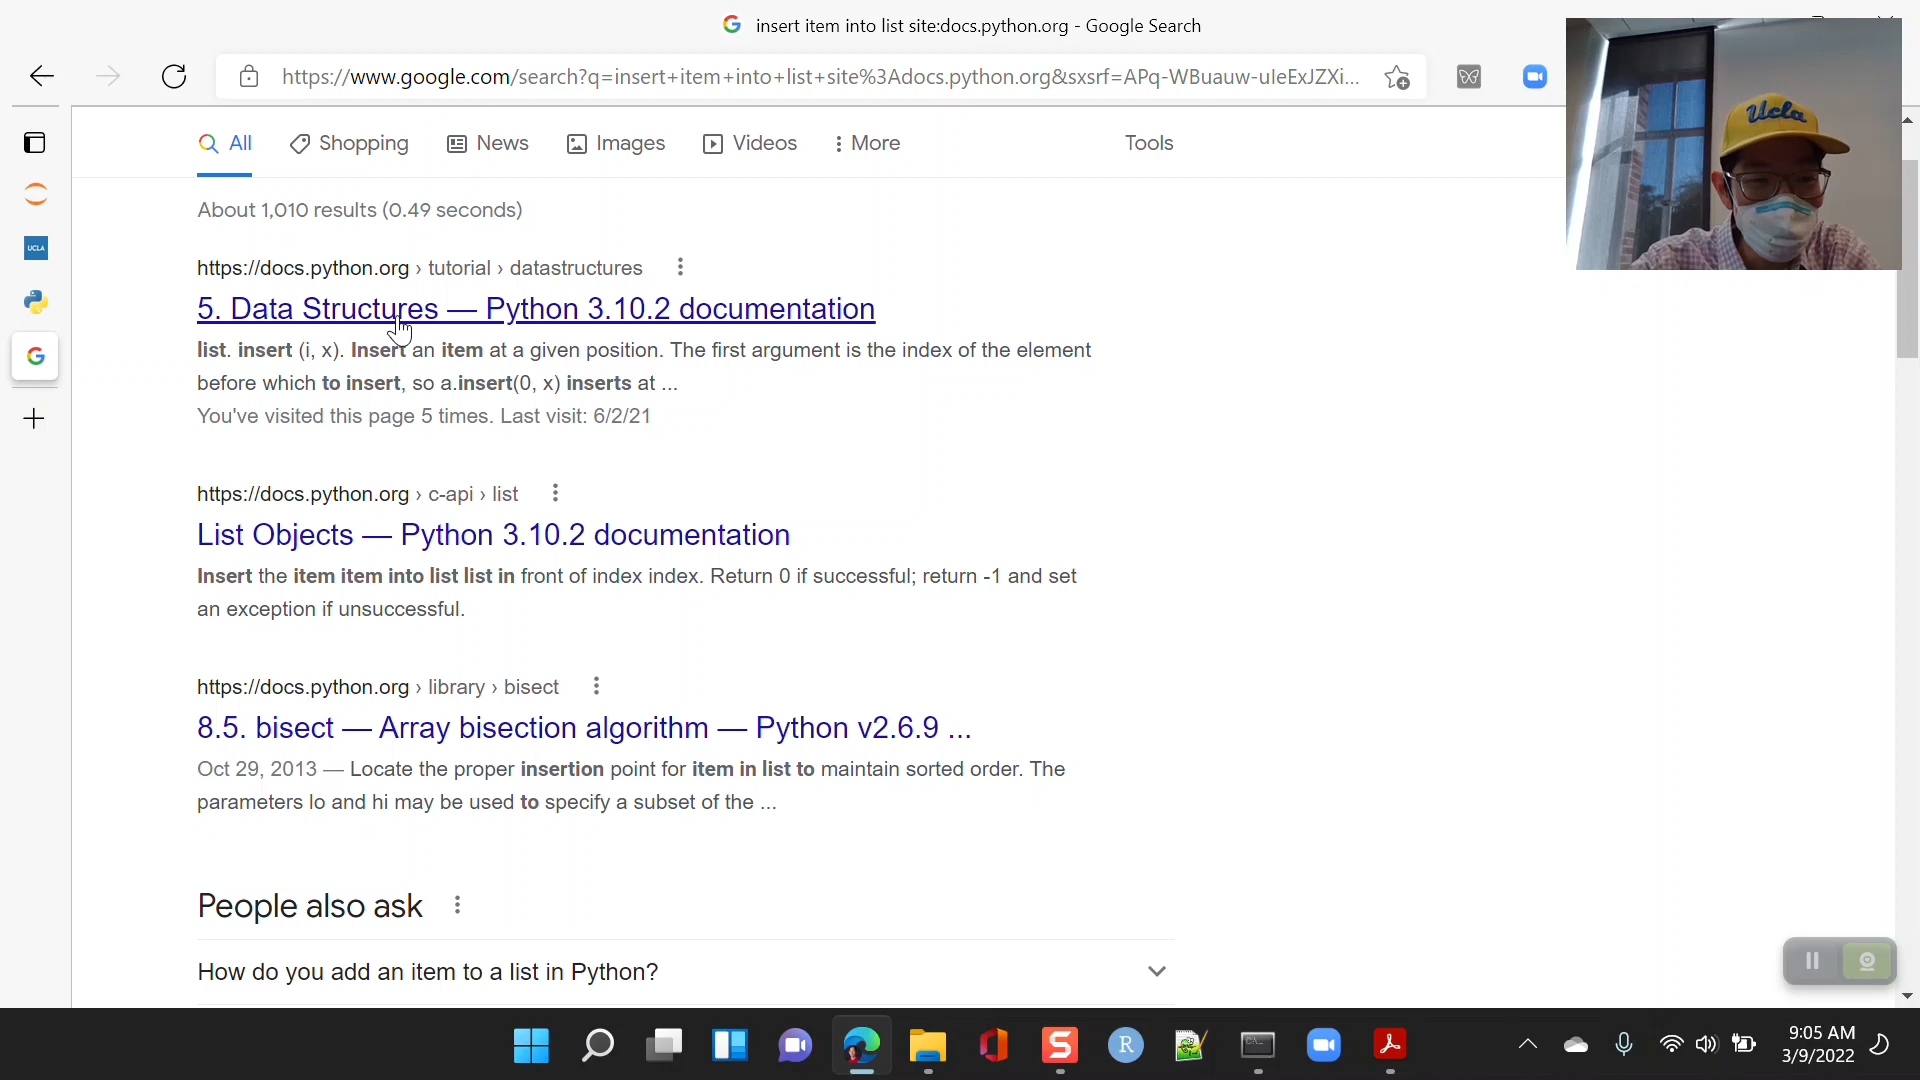 insert item into list site:docs.python.org - Google Search
https://www.google.com/search?q=insert+item+into+list+site%3Adocs.python.org&sxsrf=APq-WBuauw-uIeExJZXi...
All
Shopping
News
Images
Videos
More
Tools
Ucla
About 1,010 results (0.49 seconds)
UCLA
https://docs.python.org › tutorial › datastructures
5. Data Structures — Python 3.10.2 documentation
list. insert (i, x). Insert an item at a given position. The first argument is the index of the element
before which to insert, so a.insert(0, x) inserts at ...
You've visited this page 5 times. Last visit: 6/2/21
https://docs.python.org › c-api › list
List Objects — Python 3.10.2 documentation
Insert the item item into list list in front of index index. Return 0 if successful; return -1 and set
an exception if unsuccessful.
https://docs.python.org › library › bisect
8.5. bisect — Array bisection algorithm — Python v2.6.9 ...
Oct 29, 2013 — Locate the proper insertion point for item in list to maintain sorted order. The
parameters lo and hi may be used to specify a subset of the ...
People also ask
How do you add an item to a list in Python?
9:05 AM
3/9/2022